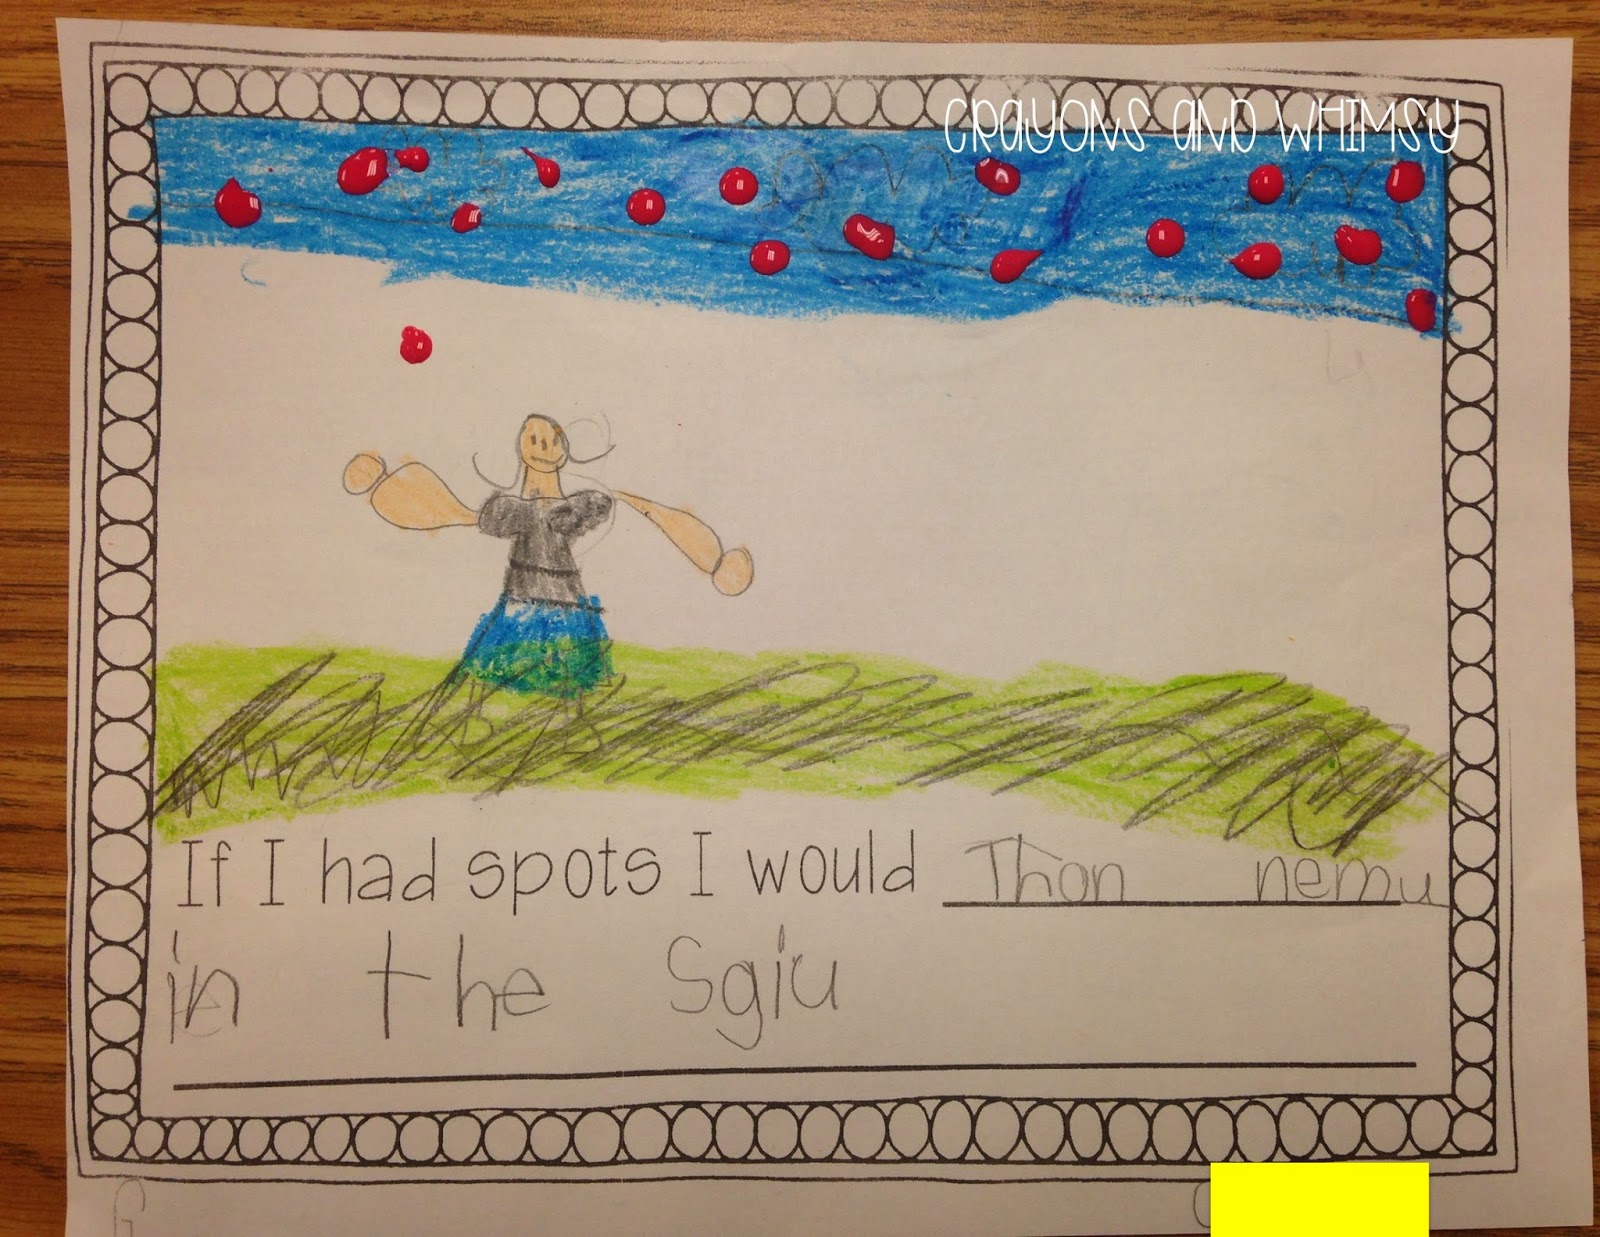 CRAYONS AND WHIMSY
If I had spots I would Thon nemu
in the Sgiu
G